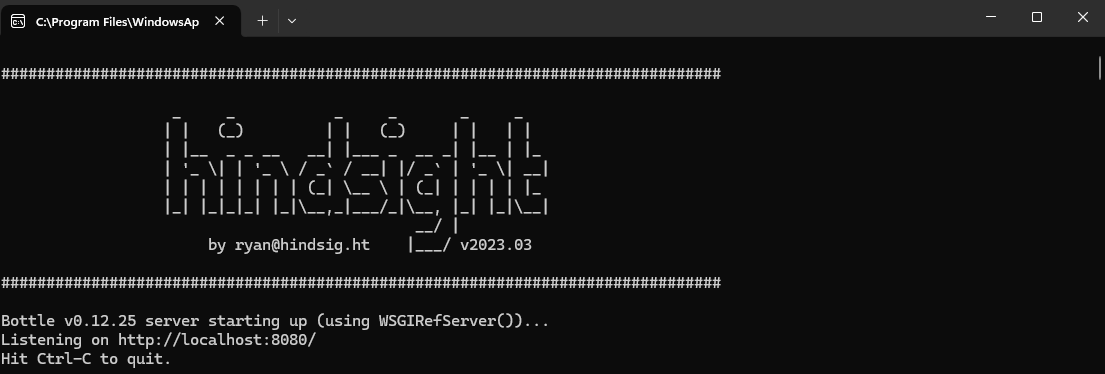 C:\Program Files\WindowsAp
################################################################################
hindsight
by ryan@hindsig.ht v2023.03
################################################################################
Bottle v0.12.25 server starting up (using WSGIRefServer())...
Listening on http://localhost:8080/
Hit Ctrl-C to quit.